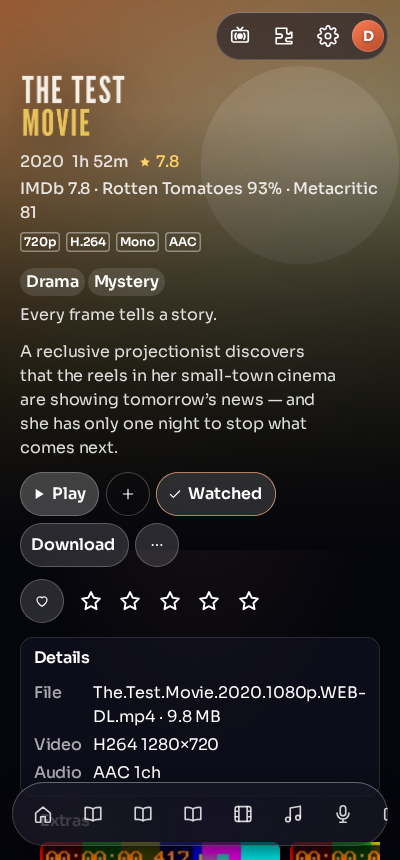 D
THE TEST
MOVIE
2020 1h 52m ★ 7.8
IMDb 7.8 · Rotten Tomatoes 93% · Metacritic
81
720p H.264 Mono AAC
Drama Mystery
Every frame tells a story.
A reclusive projectionist discovers
that the reels in her small-town cinema
are showing tomorrow’s news — and
she has only one night to stop what
comes next.
Play + Watched
Download ···
Details
File The.Test.Movie.2020.1080p.WEB-
DL.mp4 · 9.8 MB
Video H264 1280×720
Audio AAC 1ch
Extras